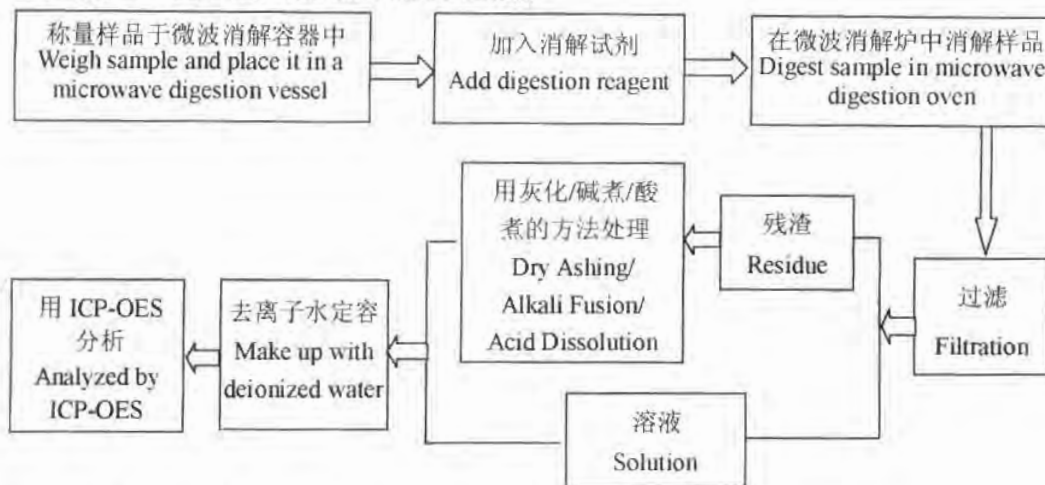 称量样品于微波消解容器中
Weigh sample and place it in a
microwave digestion vessel
加入消解试剂
Add digestion reagent
在微波消解炉中消解样品
Digest sample in microwave
digestion oven
过滤
Filtration
残渣
Residue
用灰化/碱煮/酸
煮的方法处理
Dry Ashing/
Alkali Fusion/
Acid Dissolution
溶液
Solution
去离子水定容
Make up with
deionized water
用 ICP-OES
分析
Analyzed by
ICP-OES